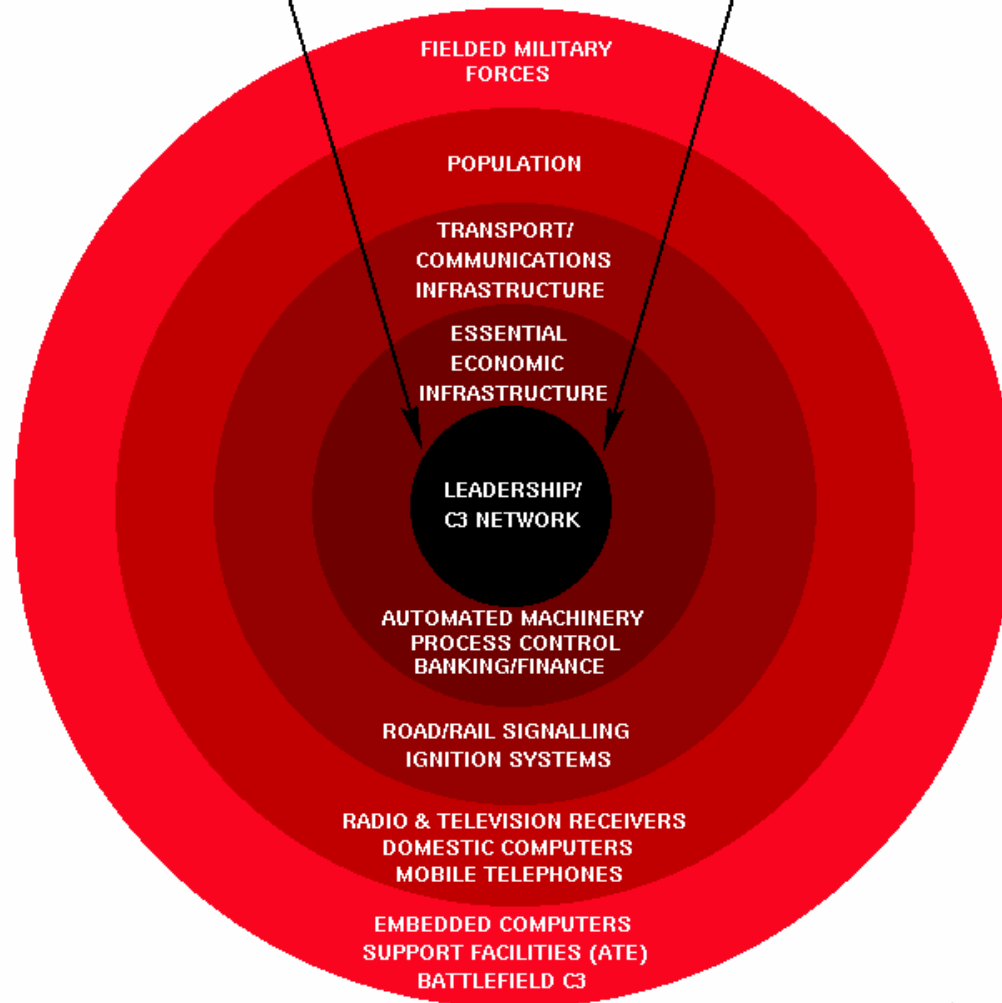 FIELDED MILITARY
FORCES
POPULATION
TRANSPORT/
COMMUNICATIONS
INFRASTRUCTURE
ESSENTIAL
ECONOMIC
INFRASTRUCTURE
LEADERSHIP/
C3 NETWORK
AUTOMATED MACHINERY
PROCESS CONTROL
BANKING/FINANCE
ROAD/RAIL SIGNALLING
IGNITION SYSTEMS
RADIO & TELEVISION RECEIVERS
DOMESTIC COMPUTERS
MOBILE TELEPHONES
EMBEDDED COMPUTERS
SUPPORT FACILITIES (ATE)
BATTLEFIELD C3